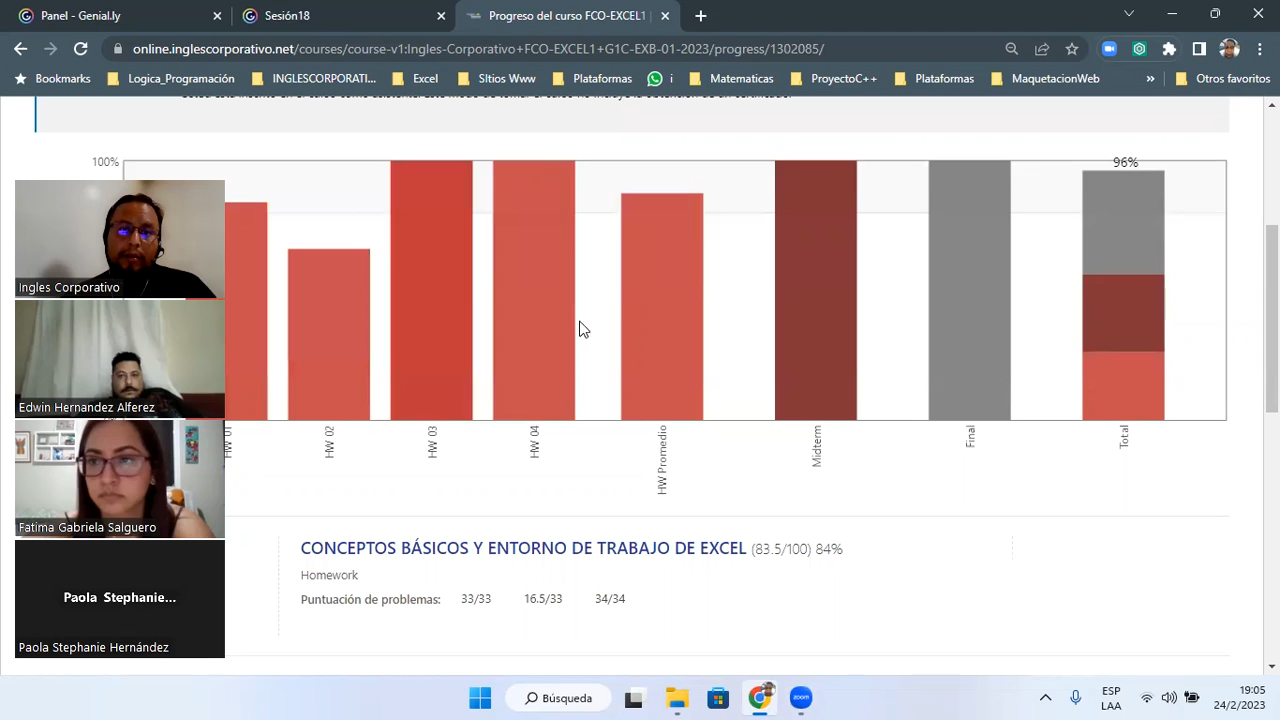 Panel - Genial.ly
Sesión18
Progreso del curso FCO-EXCEL1
online.inglescorporativo.net/courses/course-v1:Ingles-Corporativo+FCO-EXCEL1+G1C-EXB-01-2023/progress/1302085/
Bookmarks
Logica_Programación
INGLESCORPORATI...
Excel
SItios Www
Plataformas
i
Matematicas
ProyectoC++
Plataformas
MaquetacionWeb
»
Otros favoritos
100%
96%
Ingles Corporativo
Edwin Hernandez Alferez
Fatima Gabriela Salguero
Paola Stephanie...
Paola Stephanie Hernández
HW 01
HW 02
HW 03
HW 04
HW Promedio
Midterm
Final
Total
CONCEPTOS BÁSICOS Y ENTORNO DE TRABAJO DE EXCEL (83.5/100) 84%
Homework
Puntuación de problemas: 33/33 16.5/33 34/34
Búsqueda
zoom
ESP
LAA
19:05
24/2/2023